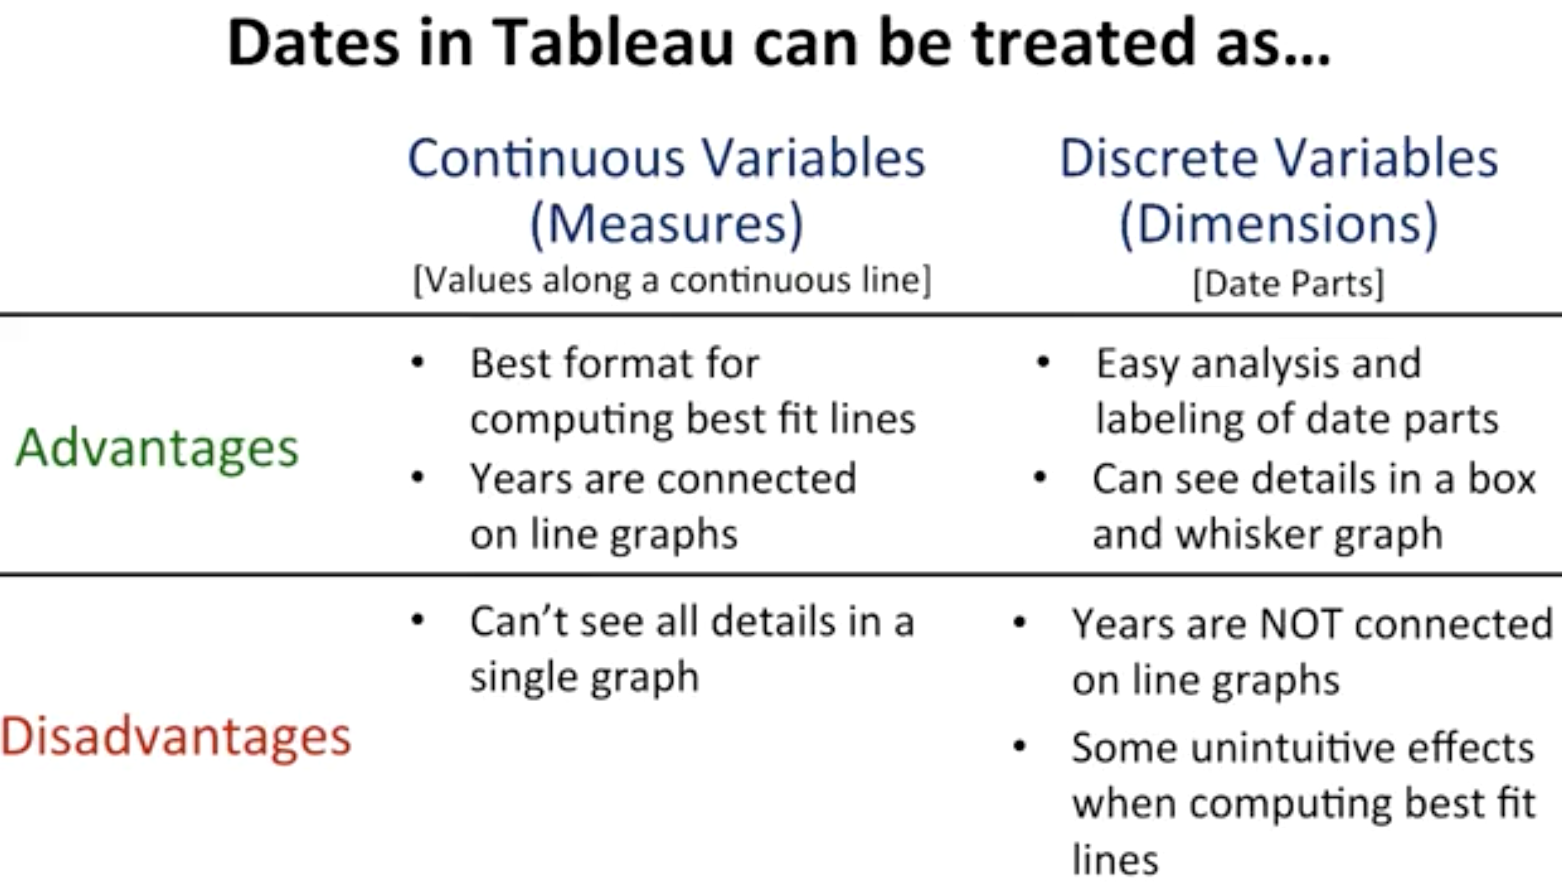 Dates in Tableau can be treated as...
Continuous Variables
(Measures)
[Values along a continuous line]
Discrete Variables
(Dimensions)
[Date Parts]
Advantages
• Best format for
computing best fit lines
• Years are connected
on line graphs
• Easy analysis and
labeling of date parts
• Can see details in a box
and whisker graph
Disadvantages
• Can’t see all details in a
single graph
• Years are NOT connected
on line graphs
• Some unintuitive effects
when computing best fit
lines